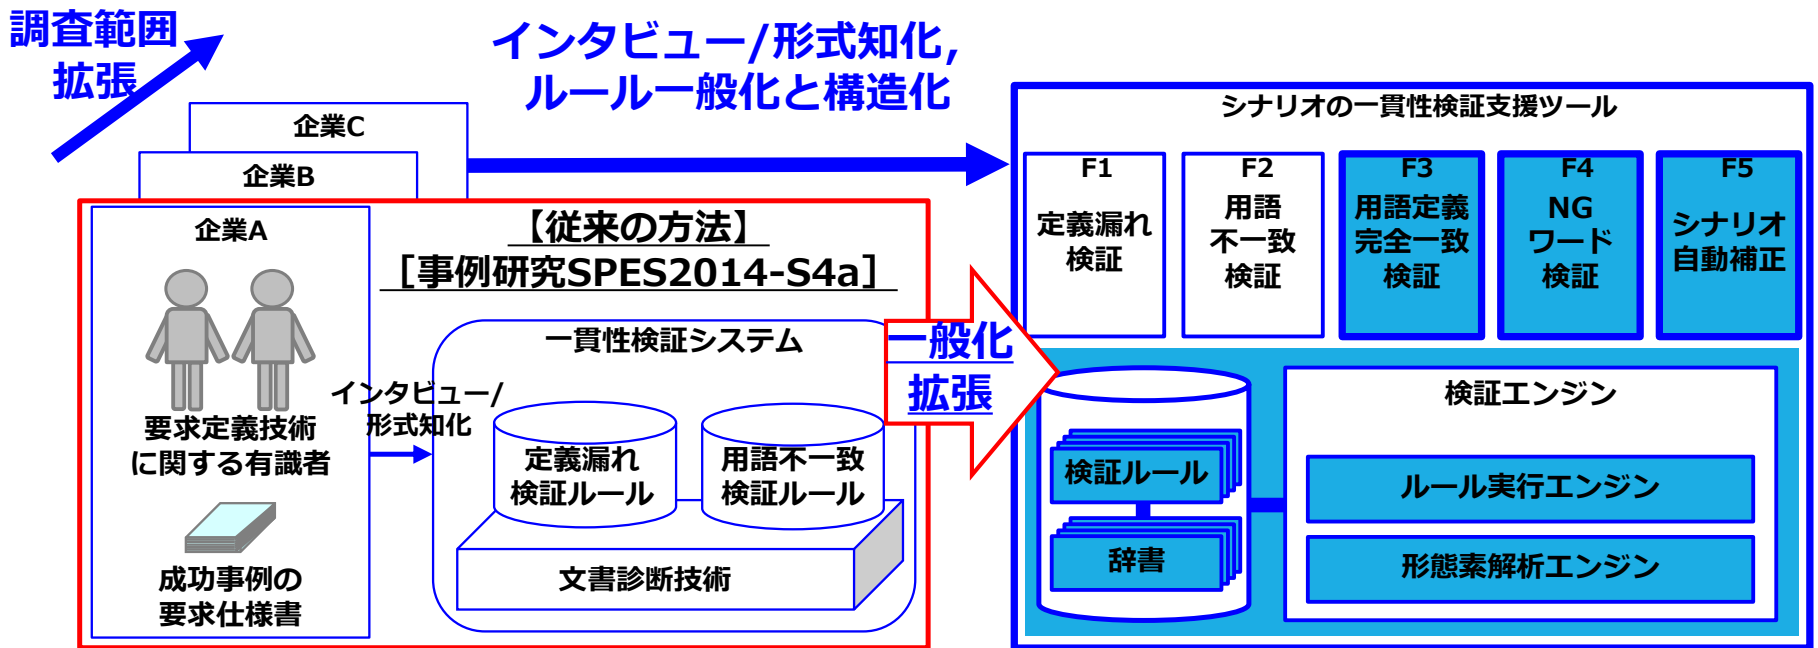 調査範囲
拡張
インタビュー/形式知化,
ルール一般化と構造化
企業C
企業B
企業A
【従来の方法】
［事例研究SPES2014-S4a］
要求定義技術
に関する有識者
成功事例の
要求仕様書
インタビュー/
形式知化
一貫性検証システム
定義漏れ
検証ルール
用語不一致
検証ルール
文書診断技術
一般化
拡張
シナリオの一貫性検証支援ツール
F1
定義漏れ
検証
F2
用語
不一致
検証
F3
用語定義
完全一致
検証
F4
NG
ワード
検証
F5
シナリオ
自動補正
検証ルール
辞書
検証エンジン
ルール実行エンジン
形態素解析エンジン